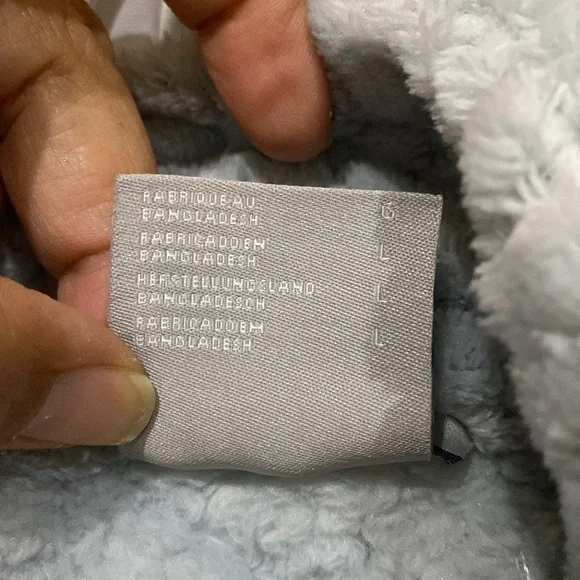 FABRIQUE AU
BANGLADESH
G
FABRICADO EN
BANGLADESH
L
HERSTELLUNGSLAND
BANGLADESCH
L
FABRICADO EM
BANGLADESH
L